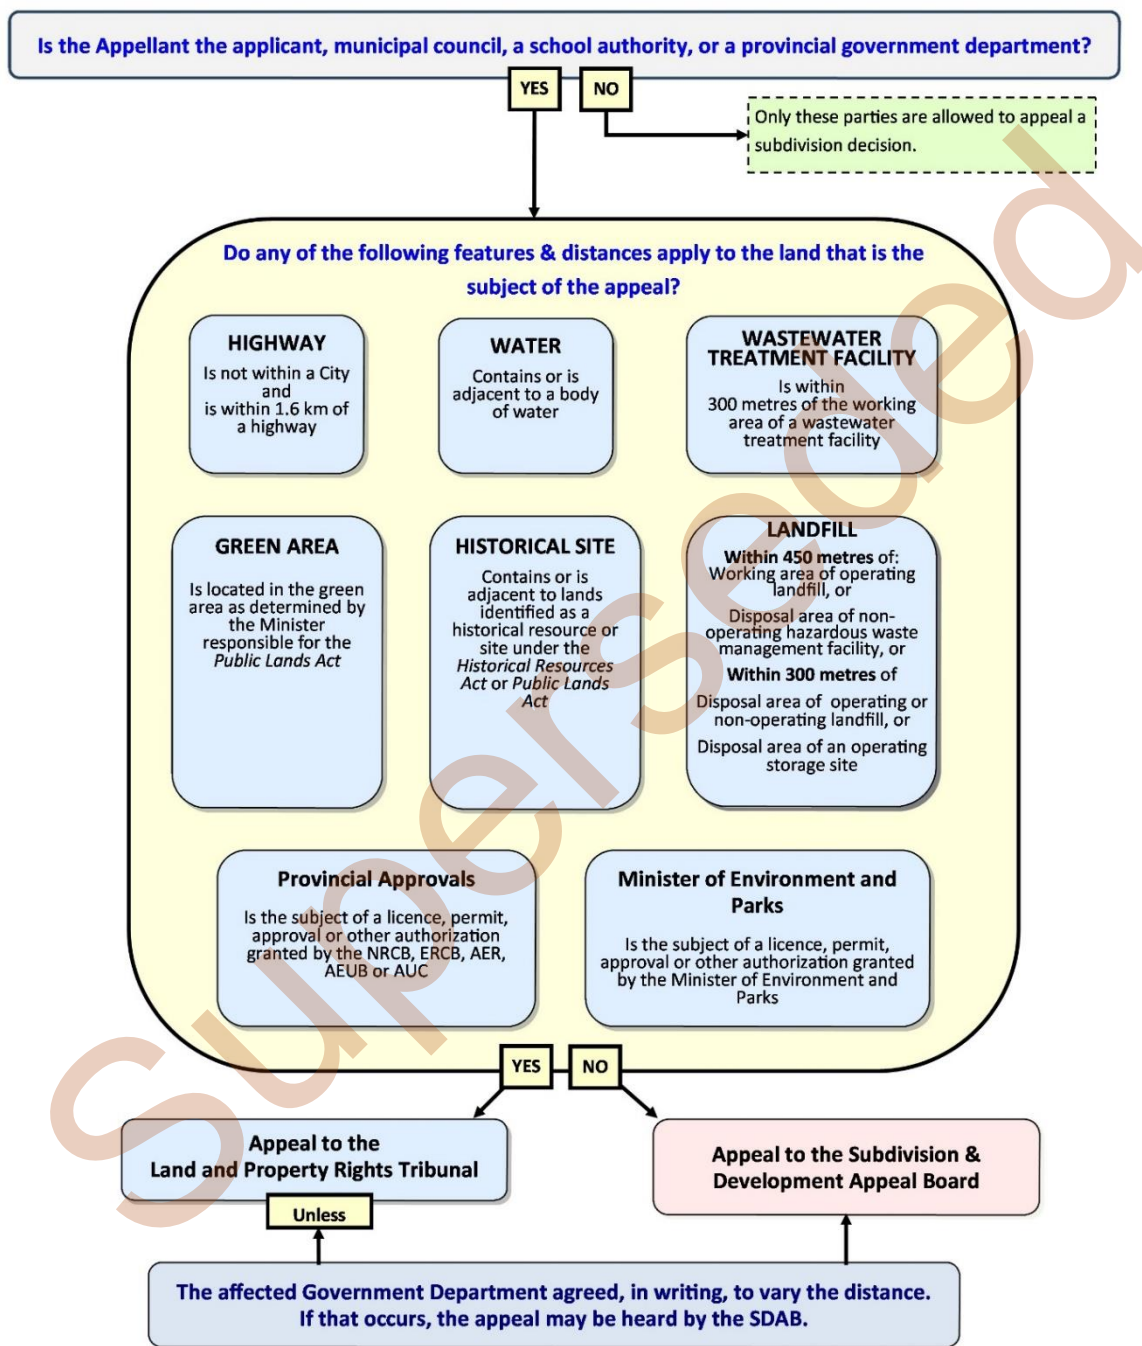 Is the Appellant the applicant, municipal council, a school authority, or a provincial government department?
YES
NO
Only these parties are allowed to appeal a
subdivision decision.
Do any of the following features & distances apply to the land that is the
subject of the appeal?
HIGHWAY
Is not within a City
and
is within 1.6 km of
a highway
WATER
Contains or is
adjacent to a body
of water
WASTEWATER
TREATMENT FACILITY
Is within
300 metres of the working
area of a wastewater
treatment facility
GREEN AREA
Is located in the green
area as determined by
the Minister
responsible for the
Public Lands Act
HISTORICAL SITE
Contains or is
adjacent to lands
identified as a
historical resource or
site under the
Historical Resources
Act or Public Lands
Act
LANDFILL
Within 450 metres of:
Working area of operating
landfill, or
Disposal area of non-
operating hazardous waste
management facility, or
Within 300 metres of
Disposal area of operating or
non-operating landfill, or
Disposal area of an operating
storage site
Provincial Approvals
Is the subject of a licence, permit,
approval or other authorization
granted by the NRCB, ERCB, AER,
AEUB or AUC
Minister of Environment and
Parks
Is the subject of a licence, permit,
approval or other authorization granted
by the Minister of Environment and
Parks
YES
NO
Appeal to the
Land and Property Rights Tribunal
Unless
Appeal to the Subdivision &
Development Appeal Board
The affected Government Department agreed, in writing, to vary the distance.
If that occurs, the appeal may be heard by the SDAB.
Superseded